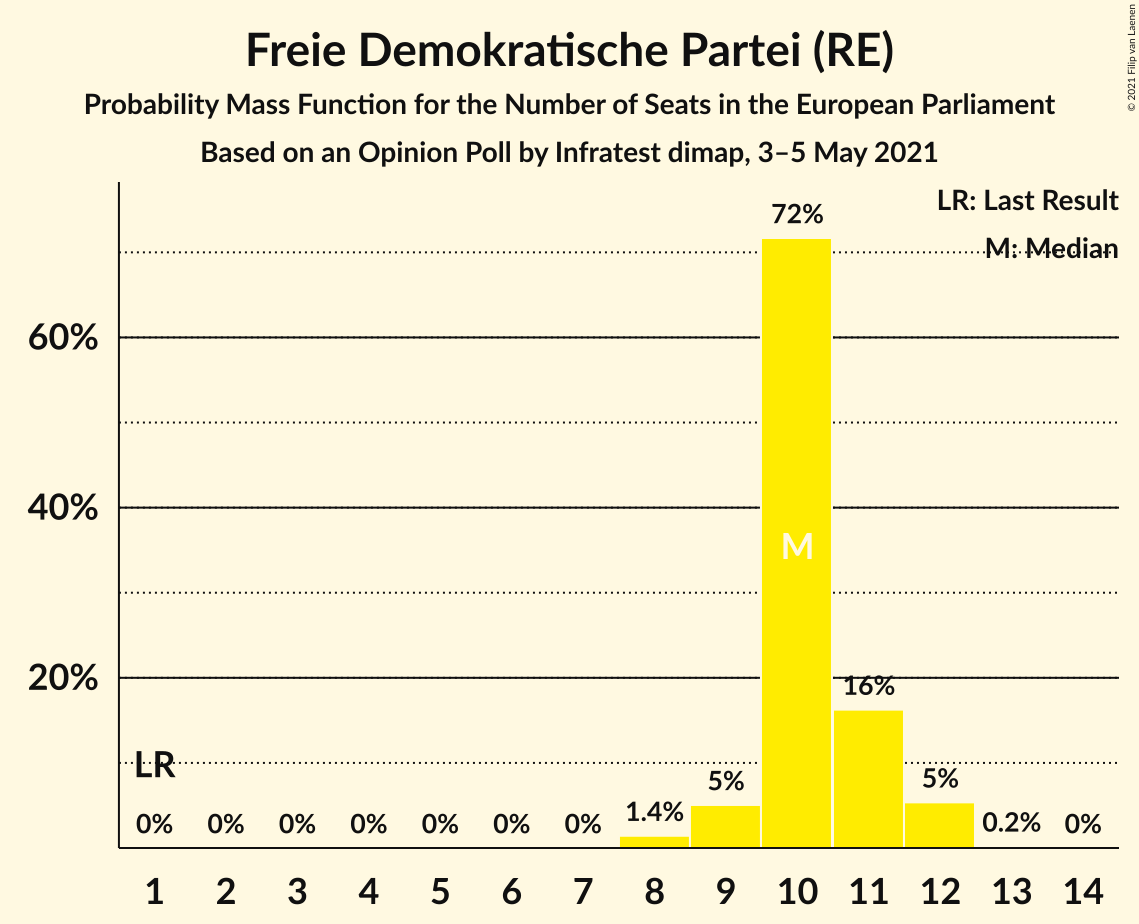 Freie Demokratische Partei (RE)
Probability Mass Function for the Number of Seats in the European Parliament
Based on an Opinion Poll by Infratest dimap, 3–5 May 2021
© 2021 Filip van Laenen
LR: Last Result
M: Median
72%
60%
40%
M
20%
16%
LR
0% 0% 0% 0% 0% 0% 0% 1.4% 5% 5% 0.2% 0%
1 2 3 4 5 6 7 8 9 10 11 12 13 14